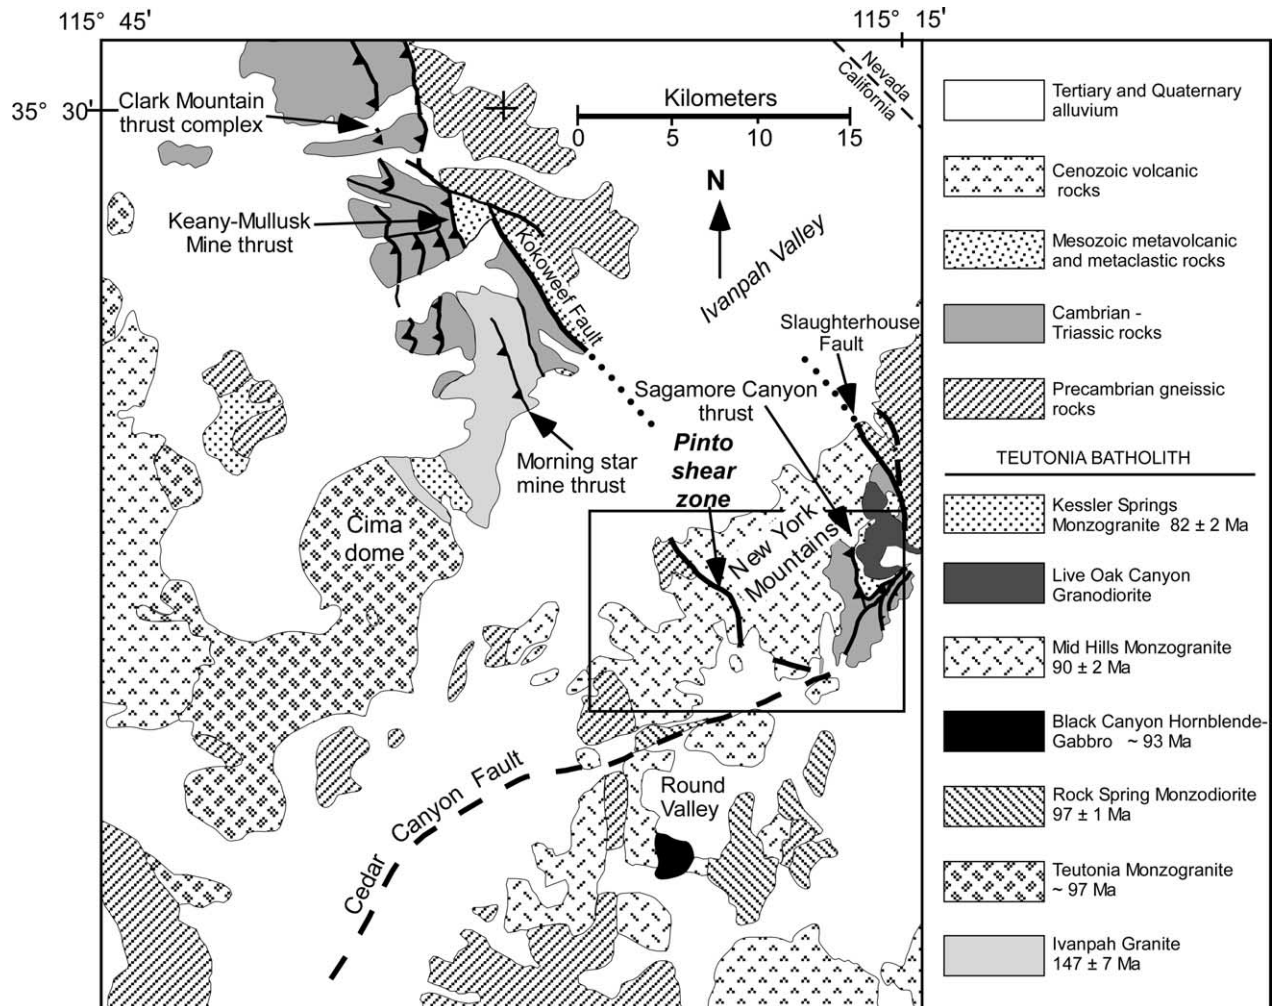 115° 45'
115° 15'
35° 30'
Nevada
California
Clark Mountain
thrust complex
Kilometers
0 5 10 15
N
Keany-Mullusk
Mine thrust
Kokoweef Fault
Ivanpah Valley
Slaughterhouse
Fault
Sagamore Canyon
thrust
Pinto
shear
zone
Morning star
mine thrust
Cima
dome
New York
Mountains
Cedar Canyon Fault
Round
Valley
Tertiary and Quaternary
alluvium
Cenozoic volcanic
rocks
Mesozoic metavolcanic
and metaclastic rocks
Cambrian -
Triassic rocks
Precambrian gneissic
rocks
TEUTONIA BATHOLITH
Kessler Springs
Monzogranite 82 ± 2 Ma
Live Oak Canyon
Granodiorite
Mid Hills Monzogranite
90 ± 2 Ma
Black Canyon Hornblende-
Gabbro ~ 93 Ma
Rock Spring Monzodiorite
97 ± 1 Ma
Teutonia Monzogranite
~ 97 Ma
Ivanpah Granite
147 ± 7 Ma